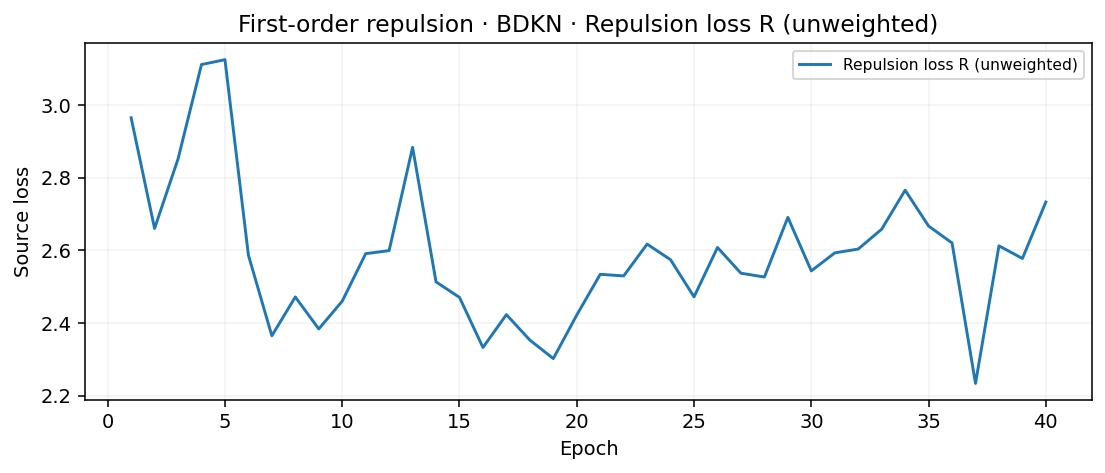 First-order repulsion · BDKN · Repulsion loss R (unweighted)
Repulsion loss R (unweighted)
Source loss
3.0
2.8
2.6
2.4
2.2
0 5 10 15 20 25 30 35 40
Epoch